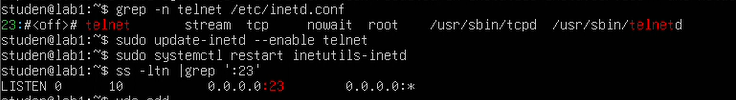 studen@lab1:~$ grep -n telnet /etc/inetd.conf
23:#<off># telnet stream tcp nowait root /usr/sbin/tcpd /usr/sbin/telnetd
studen@lab1:~$ sudo update-inetd --enable telnet
studen@lab1:~$ sudo systemctl restart inetutils-inetd
studen@lab1:~$ ss -ltn |grep ':23'
LISTEN 0 10 0.0.0.0:23 0.0.0.0:*
studen@lab1:~$